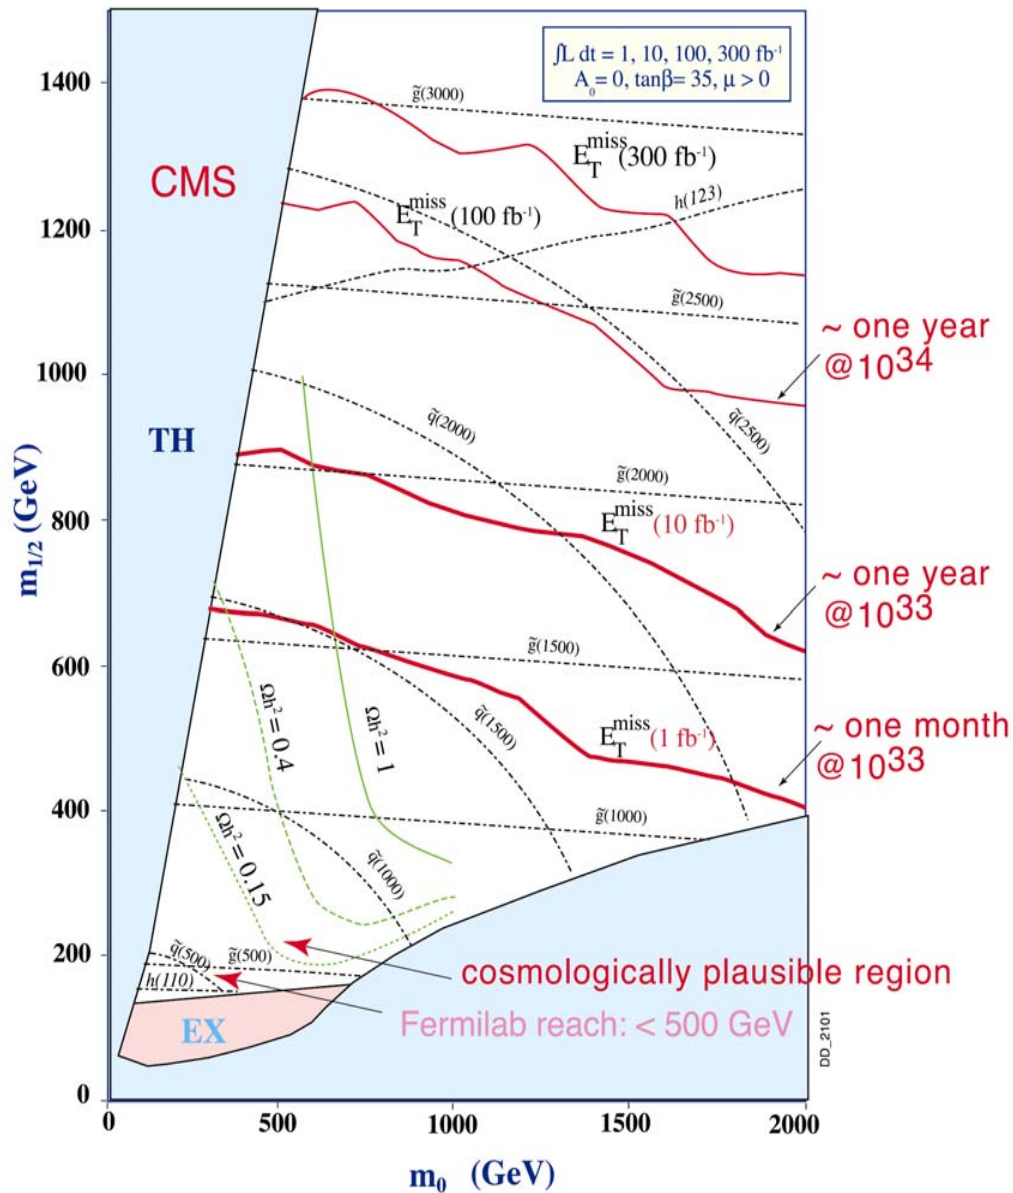 ∫L dt = 1, 10, 100, 300 fb⁻¹
A₀ = 0, tanβ= 35, μ > 0
1400
g̃(3000)
E_T^miss (300 fb⁻¹)
CMS
h(123)
1200
E_T^miss (100 fb⁻¹)
g̃(2500)
~ one year
@10³⁴
1000
q̃(2000)
q̃(2500)
TH
g̃(2000)
m₁/₂ (GeV)
800
E_T^miss (10 fb⁻¹)
~ one year
@10³³
600
g̃(1500)
Ωh² = 0.4
Ωh² = 1
q̃(1500)
E_T^miss (1 fb⁻¹)
~ one month
@10³³
400
g̃(1000)
Ωh² = 0.15
q̃(1000)
200
q̃(500)
g̃(500)
h(110)
cosmologically plausible region
EX
Fermilab reach: < 500 GeV
DD_2101
0
0
500
1000
1500
2000
m₀ (GeV)